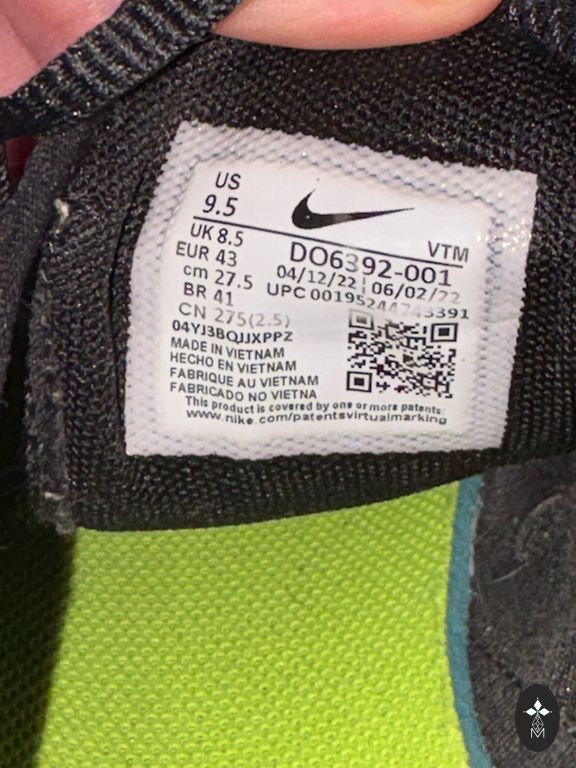 US
9.5
UK 8.5
EUR 43
cm 27.5
BR 41
CN 275(2.5)
VTM
DO6392-001
04/12/22 | 06/02/22
UPC 00195244743391
04YJ3BQJJXPPZ
MADE IN VIETNAM
HECHO EN VIETNAM
FABRIQUE AU VIETNAM
FABRICADO NO VIETNA
This product is covered by one or more patents:
www.nike.com/patentsvirtualmarking
M